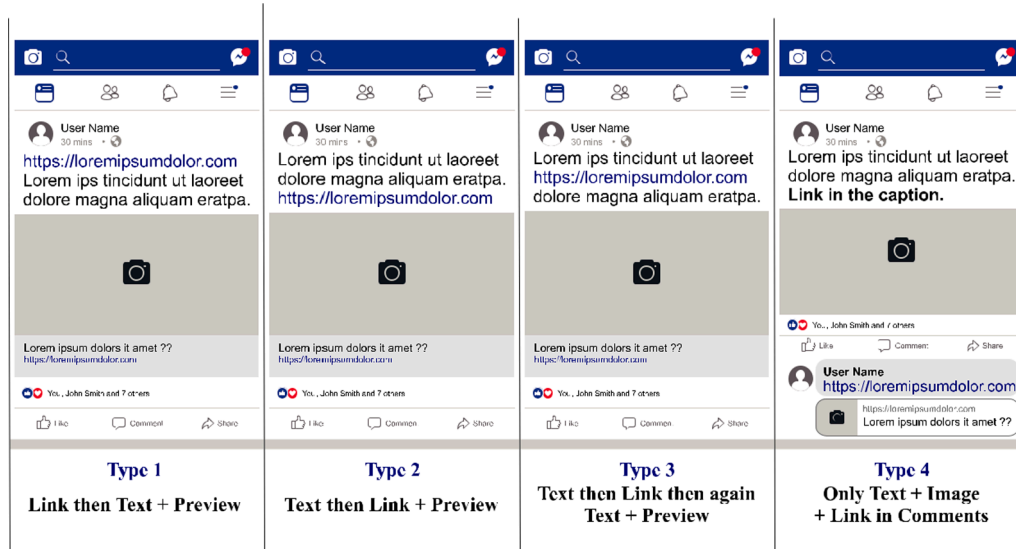 User Name
30 mins
https://loremipsumdolor.com
Lorem ips tincidunt ut laoreet
dolore magna aliquam eratpa.
Lorem ipsum dolors it amet ??
https://loremipsumdolor.com
You, John Smith and 7 others
Like Comment Share
Type 1
Link then Text + Preview
User Name
30 mins
Lorem ips tincidunt ut laoreet
dolore magna aliquam eratpa.
https://loremipsumdolor.com
Lorem ipsum dolors it amet ??
https://loremipsumdolor.com
You, John Smith and 7 others
Like Commen Share
Type 2
Text then Link + Preview
User Name
30 mins
Lorem ips tincidunt ut laoreet
https://loremipsumdolor.com
dolore magna aliquam eratpa.
Lorem ipsum dolors it amet ??
https://loremipsumdolor.com
You, John Smith and 7 others
Like Commen Share
Type 3
Text then Link then again
Text + Preview
User Name
30 mins
Lorem ips tincidunt ut laoreet
dolore magna aliquam eratpa.
Link in the caption.
You, John Smith and 7 others
Like Comment Share
User Name
https://loremipsumdolor.com
https://loremipsumdolor.com
Lorem ipsum dolors it amet ??
Type 4
Only Text + Image
+ Link in Comments